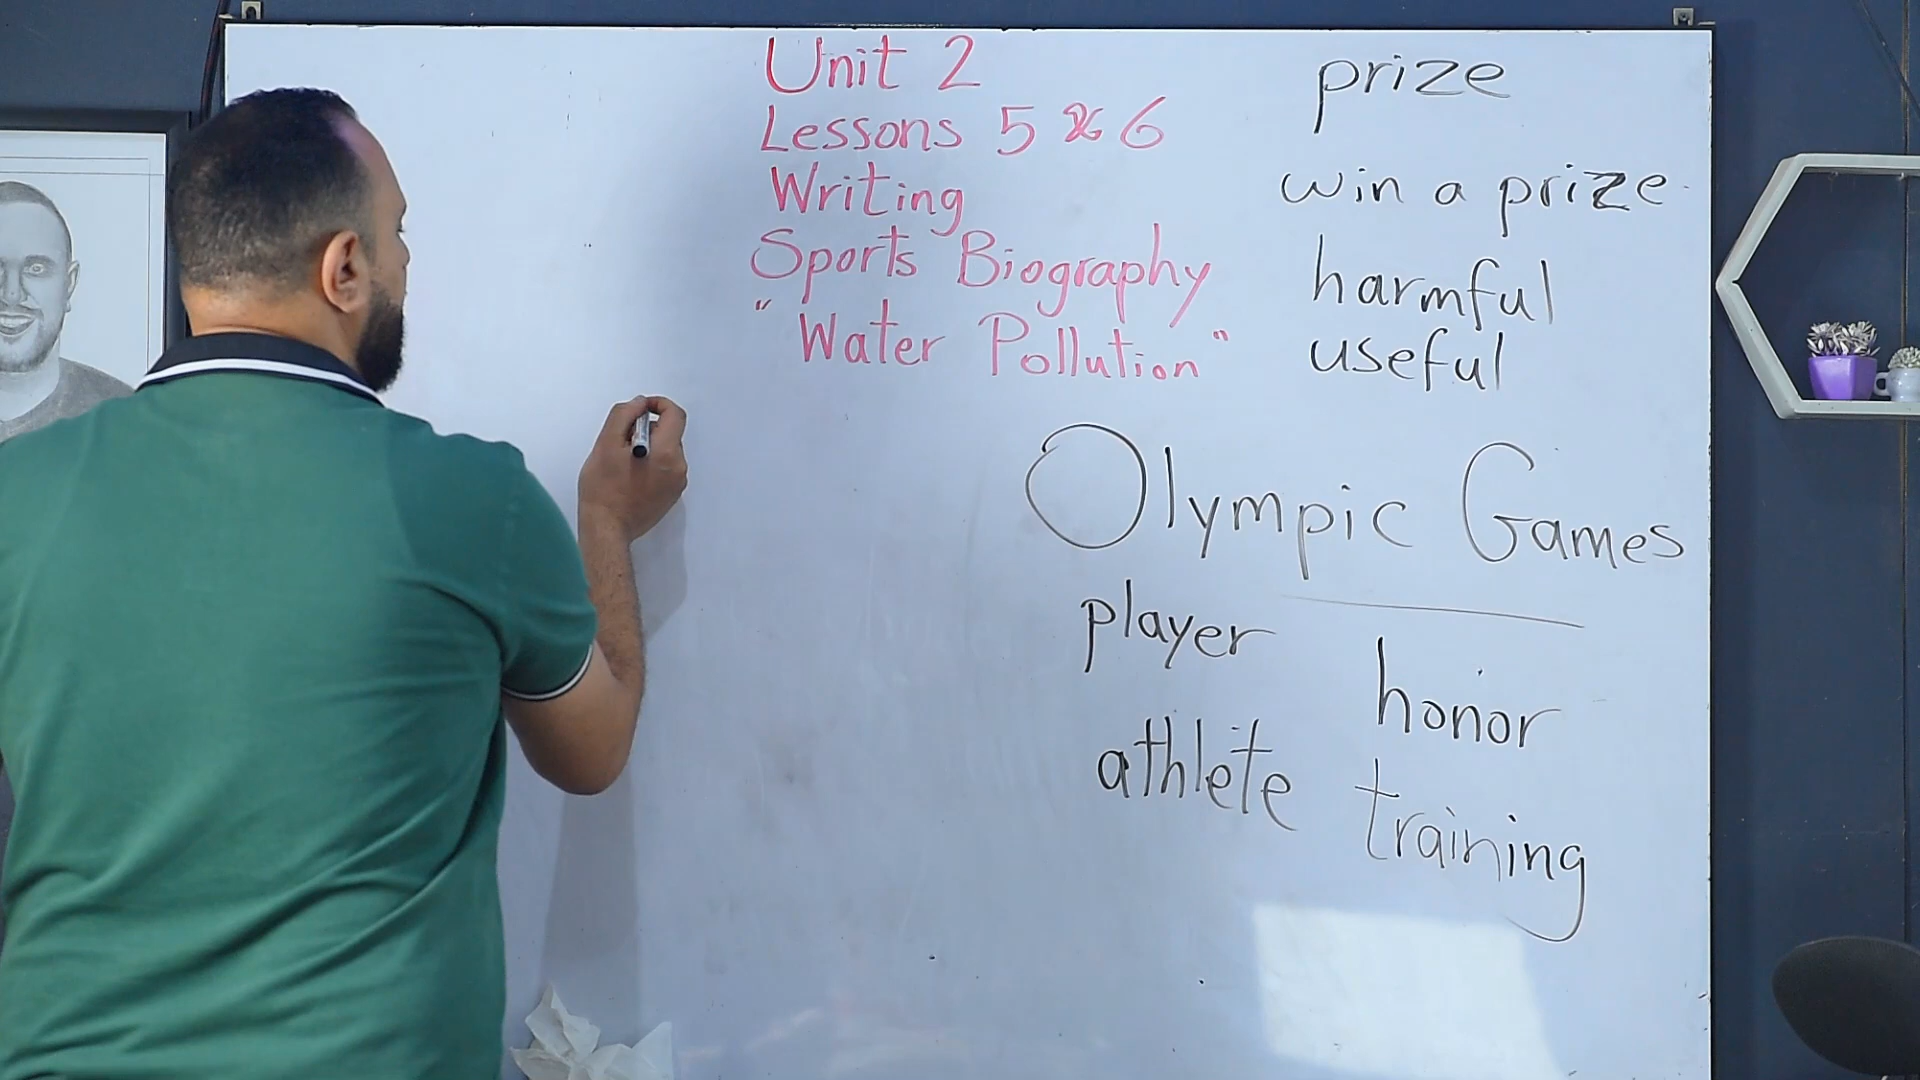 Unit 2
Lessons 5 & 6
Writing
Sports Biography
"Water Pollution"
prize
win a prize
harmful
useful
Olympic Games
player
honor
athlete
training